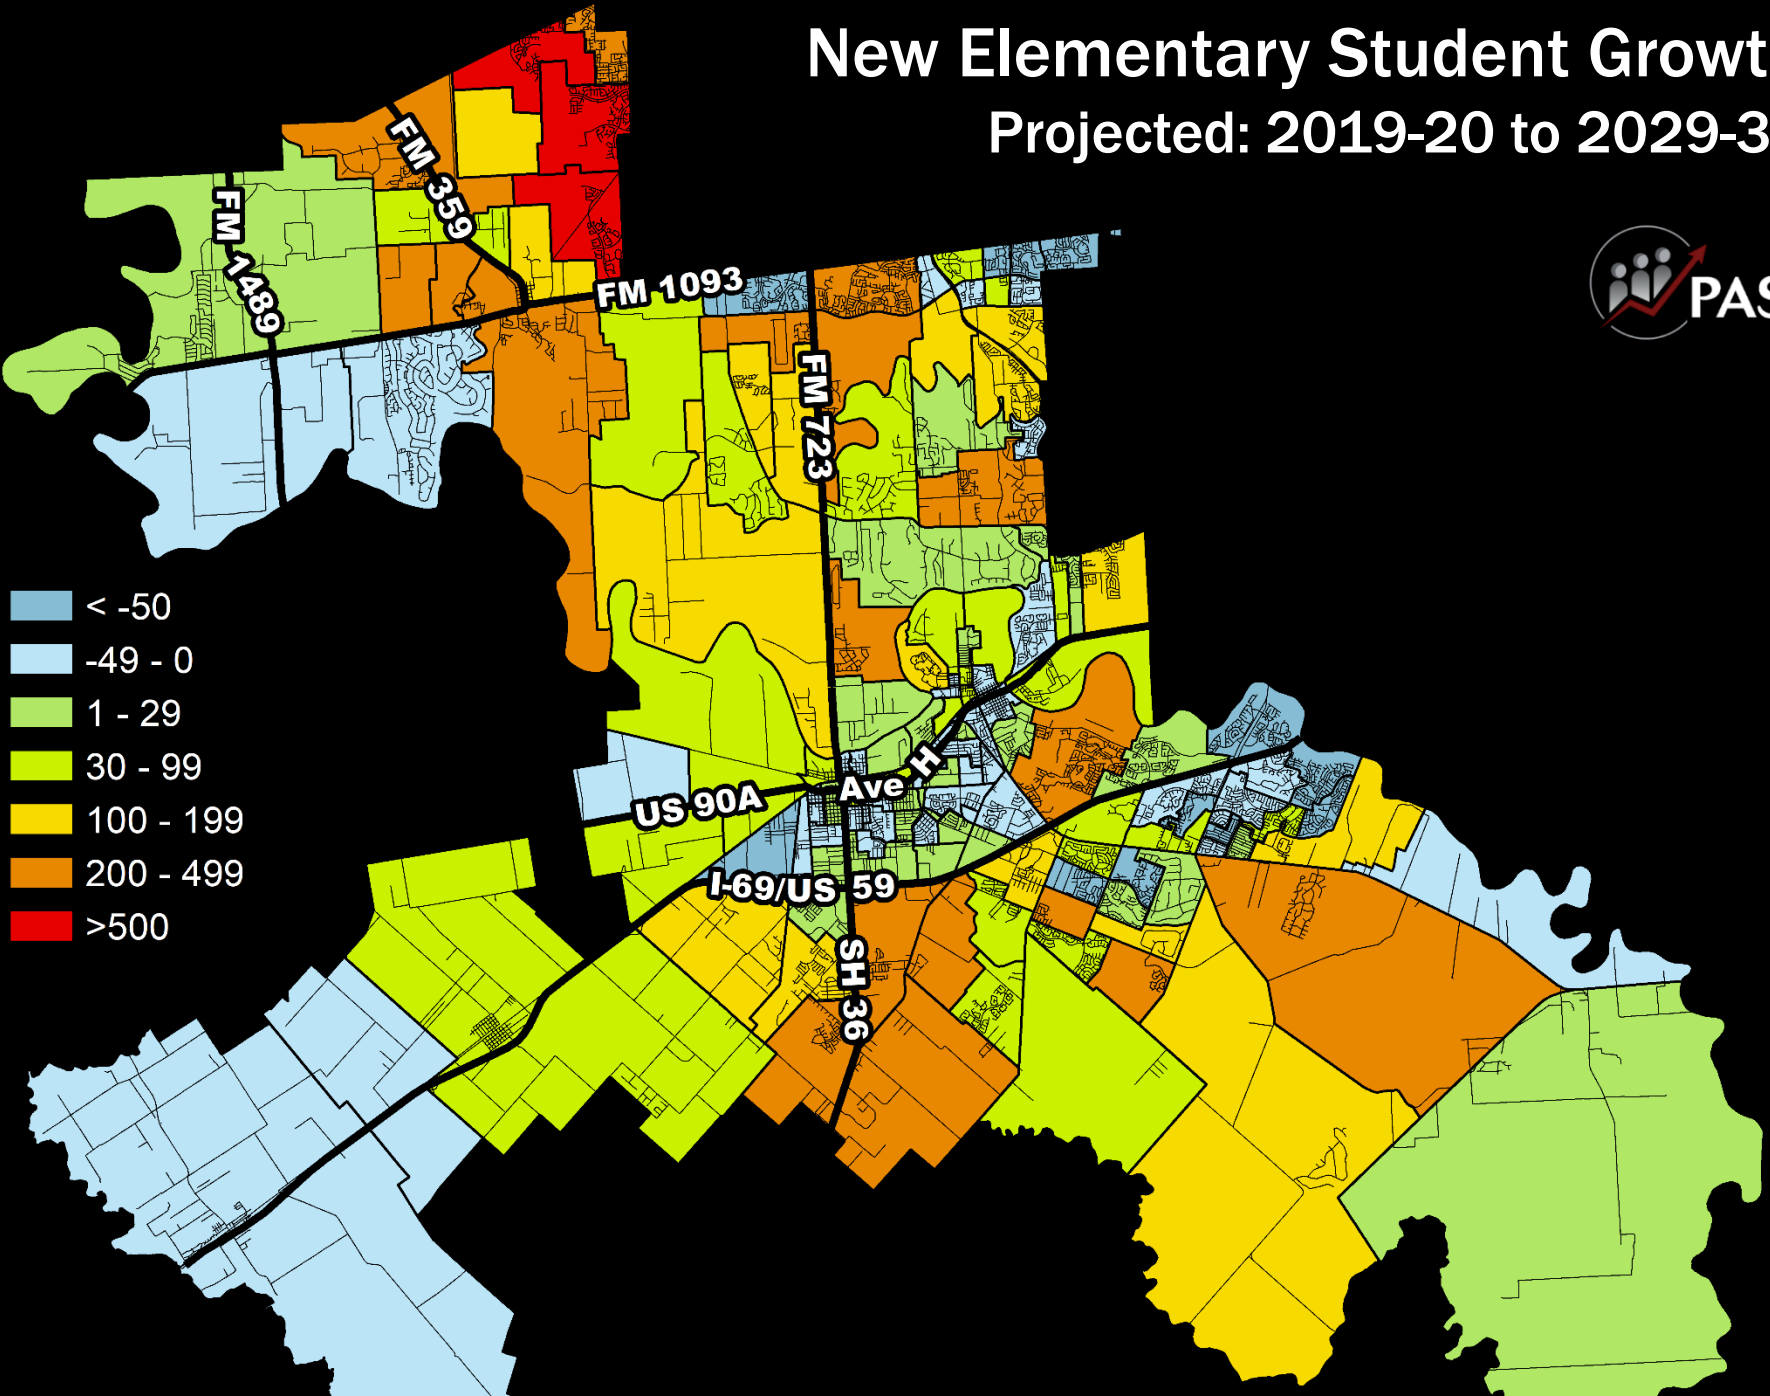 New Elementary Student Growt
Projected: 2019-20 to 2029-3
PAS
FM 359
FM 1489
FM 1093
FM 723
US 90A
Ave H
I-69/US 59
SH 36
< -50
-49 - 0
1 - 29
30 - 99
100 - 199
200 - 499
>500